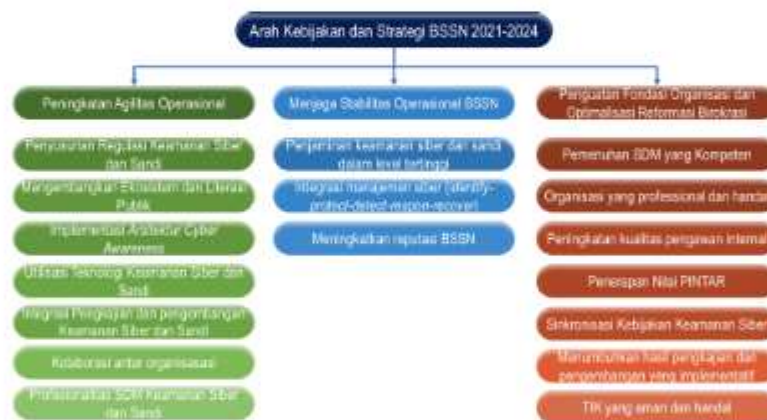 Arah Kebijakan dan Strategi BSSN 2021-2024
Peningkatan Agilitas Operasional
Penyusunan Regulasi Keamanan Siber
dan Sandi
Mengembangkan Ekosistem dan Literasi
Publik
Implementasi Arsitektur Cyber
Awareness
Utilisasi Teknologi Keamanan Siber dan
Sandi
Integrasi Pengkajian dan pengembangan
Keamanan Siber dan Sandi
Kolaborasi antar organisasasi
Profesionalitas SDM Keamanan Siber
dan Sandi
Menjaga Stabilitas Operasional BSSN
Penjaminan keamanan siber dan sandi
dalam level tertinggi
Integrasi manajemen siber (identify-
protect-detect-respon-recover)
Meningkatkan reputasi BSSN
Penguatan Fondasi Organisasi dan
Optimalisasi Reformasi Birokrasi
Pemenuhan SDM yang Kompeten
Organisasi yang professional dan handal
Peningkatan kualitas pengawan internal
Penerapan Nilai PINTAR
Sinkronisasi Kebijakan Keamanan Siber
Menumbuhkan hasil pengkajian dan
pengembangan yang implementatif
TIK yang aman dan handal